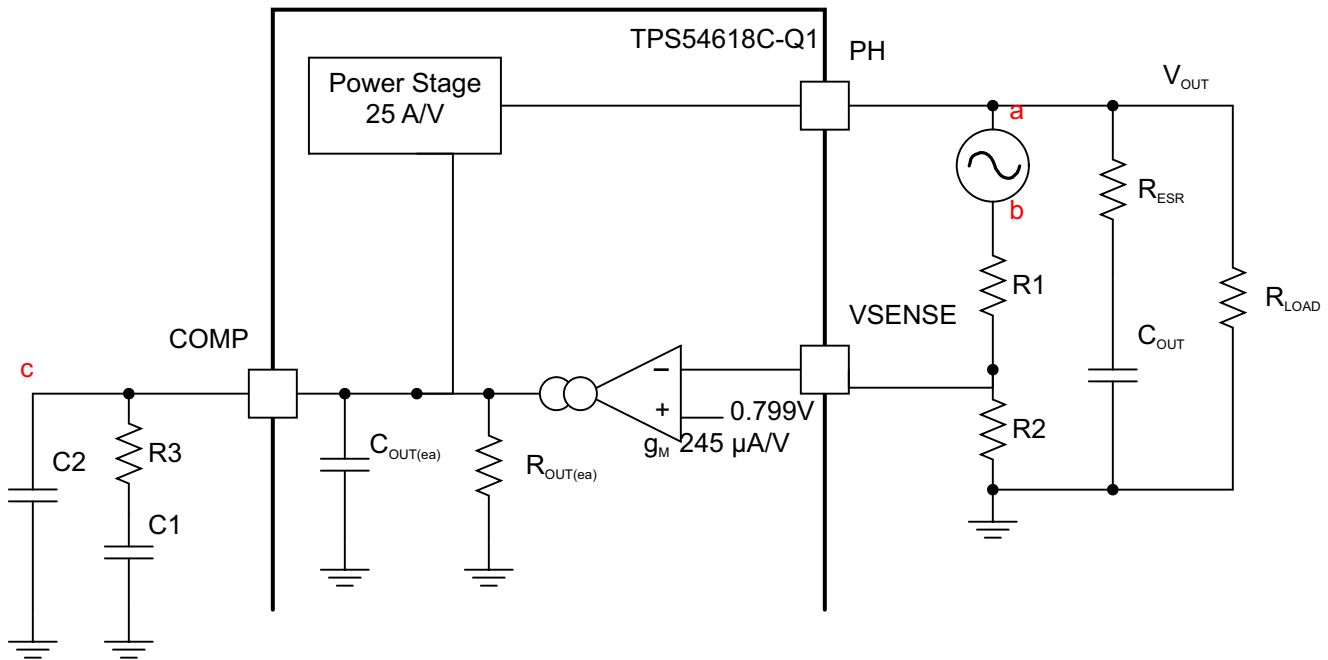 TPS54618C-Q1
PH
Power Stage
25 A/V
VOUT
a
b
RESR
R1
RLOAD
VSENSE
COUT
COMP
c
–
+
0.799V
gM 245 µA/V
R2
COUT(ea)
ROUT(ea)
R3
C2
C1